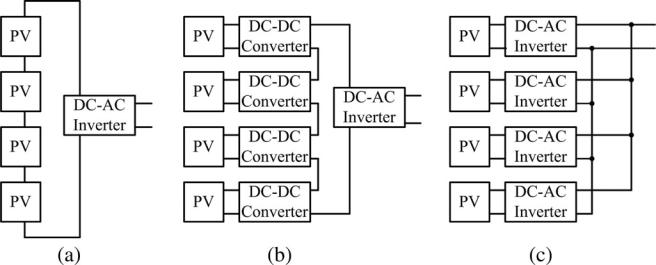 PV
PV
PV
PV
DC-AC
Inverter
(a)
PV
DC-DC
Converter
PV
DC-DC
Converter
PV
DC-DC
Converter
PV
DC-DC
Converter
DC-AC
Inverter
(b)
PV
DC-AC
Inverter
PV
DC-AC
Inverter
PV
DC-AC
Inverter
PV
DC-AC
Inverter
(c)